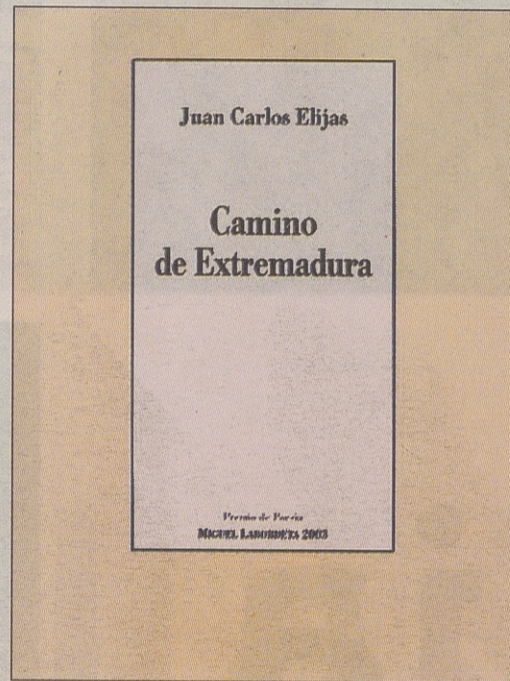 Juan Carlos Elijas
Camino
de Extremadura
Premio de Poesía
MIGUEL LABORDETA 2003